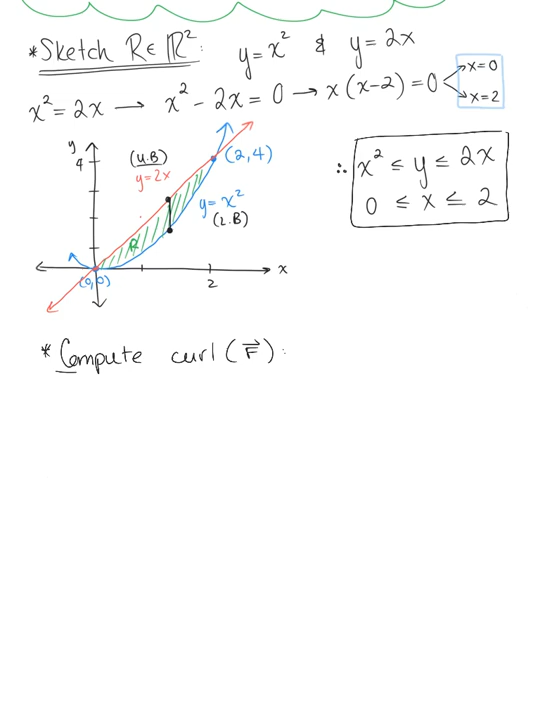 *Sketch R∈ℝ²: y=x² & y=2x
x²=2x → x²-2x=0 → x(x-2)=0 → x=0
→ x=2
y
4
(U.B)
y=2x
(2,4)
y=x²
(L.B)
R
(0,0)
2
x
∴ x² ≤ y ≤ 2x
0 ≤ x ≤ 2
*Compute curl(F⃗):